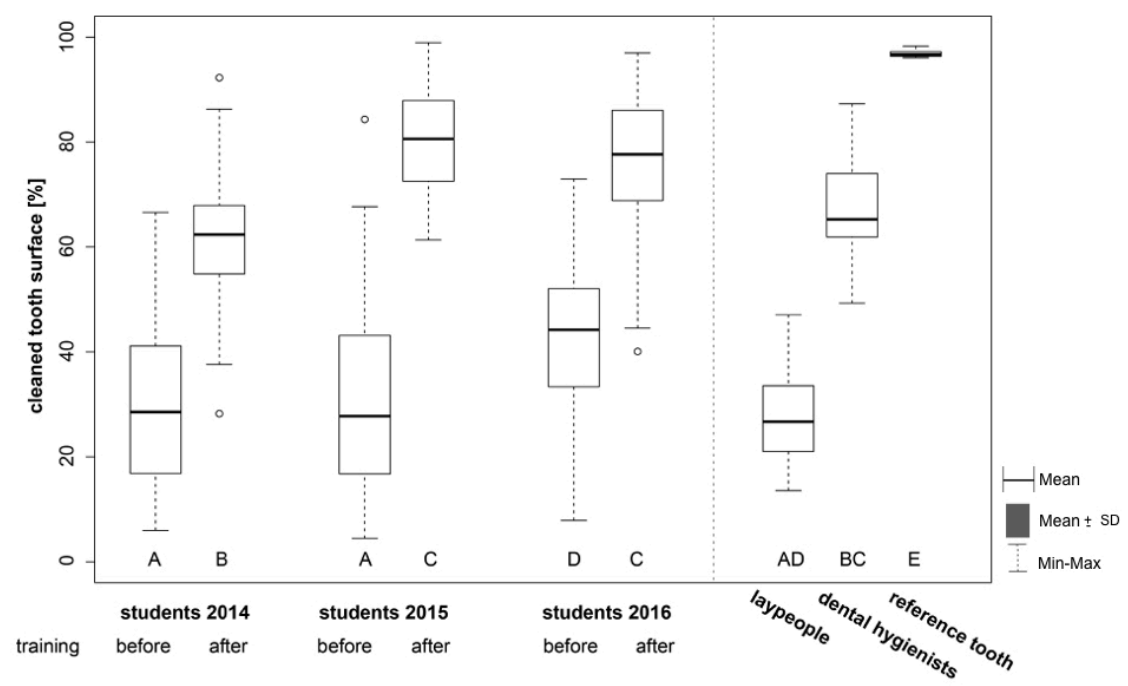 cleaned tooth surface [%]
100
80
60
40
20
0
A B A C D C AD BC E
students 2014 students 2015 students 2016
training before after before after before after
laypeople
dental hygienists
reference tooth
Mean
Mean ± SD
Min-Max